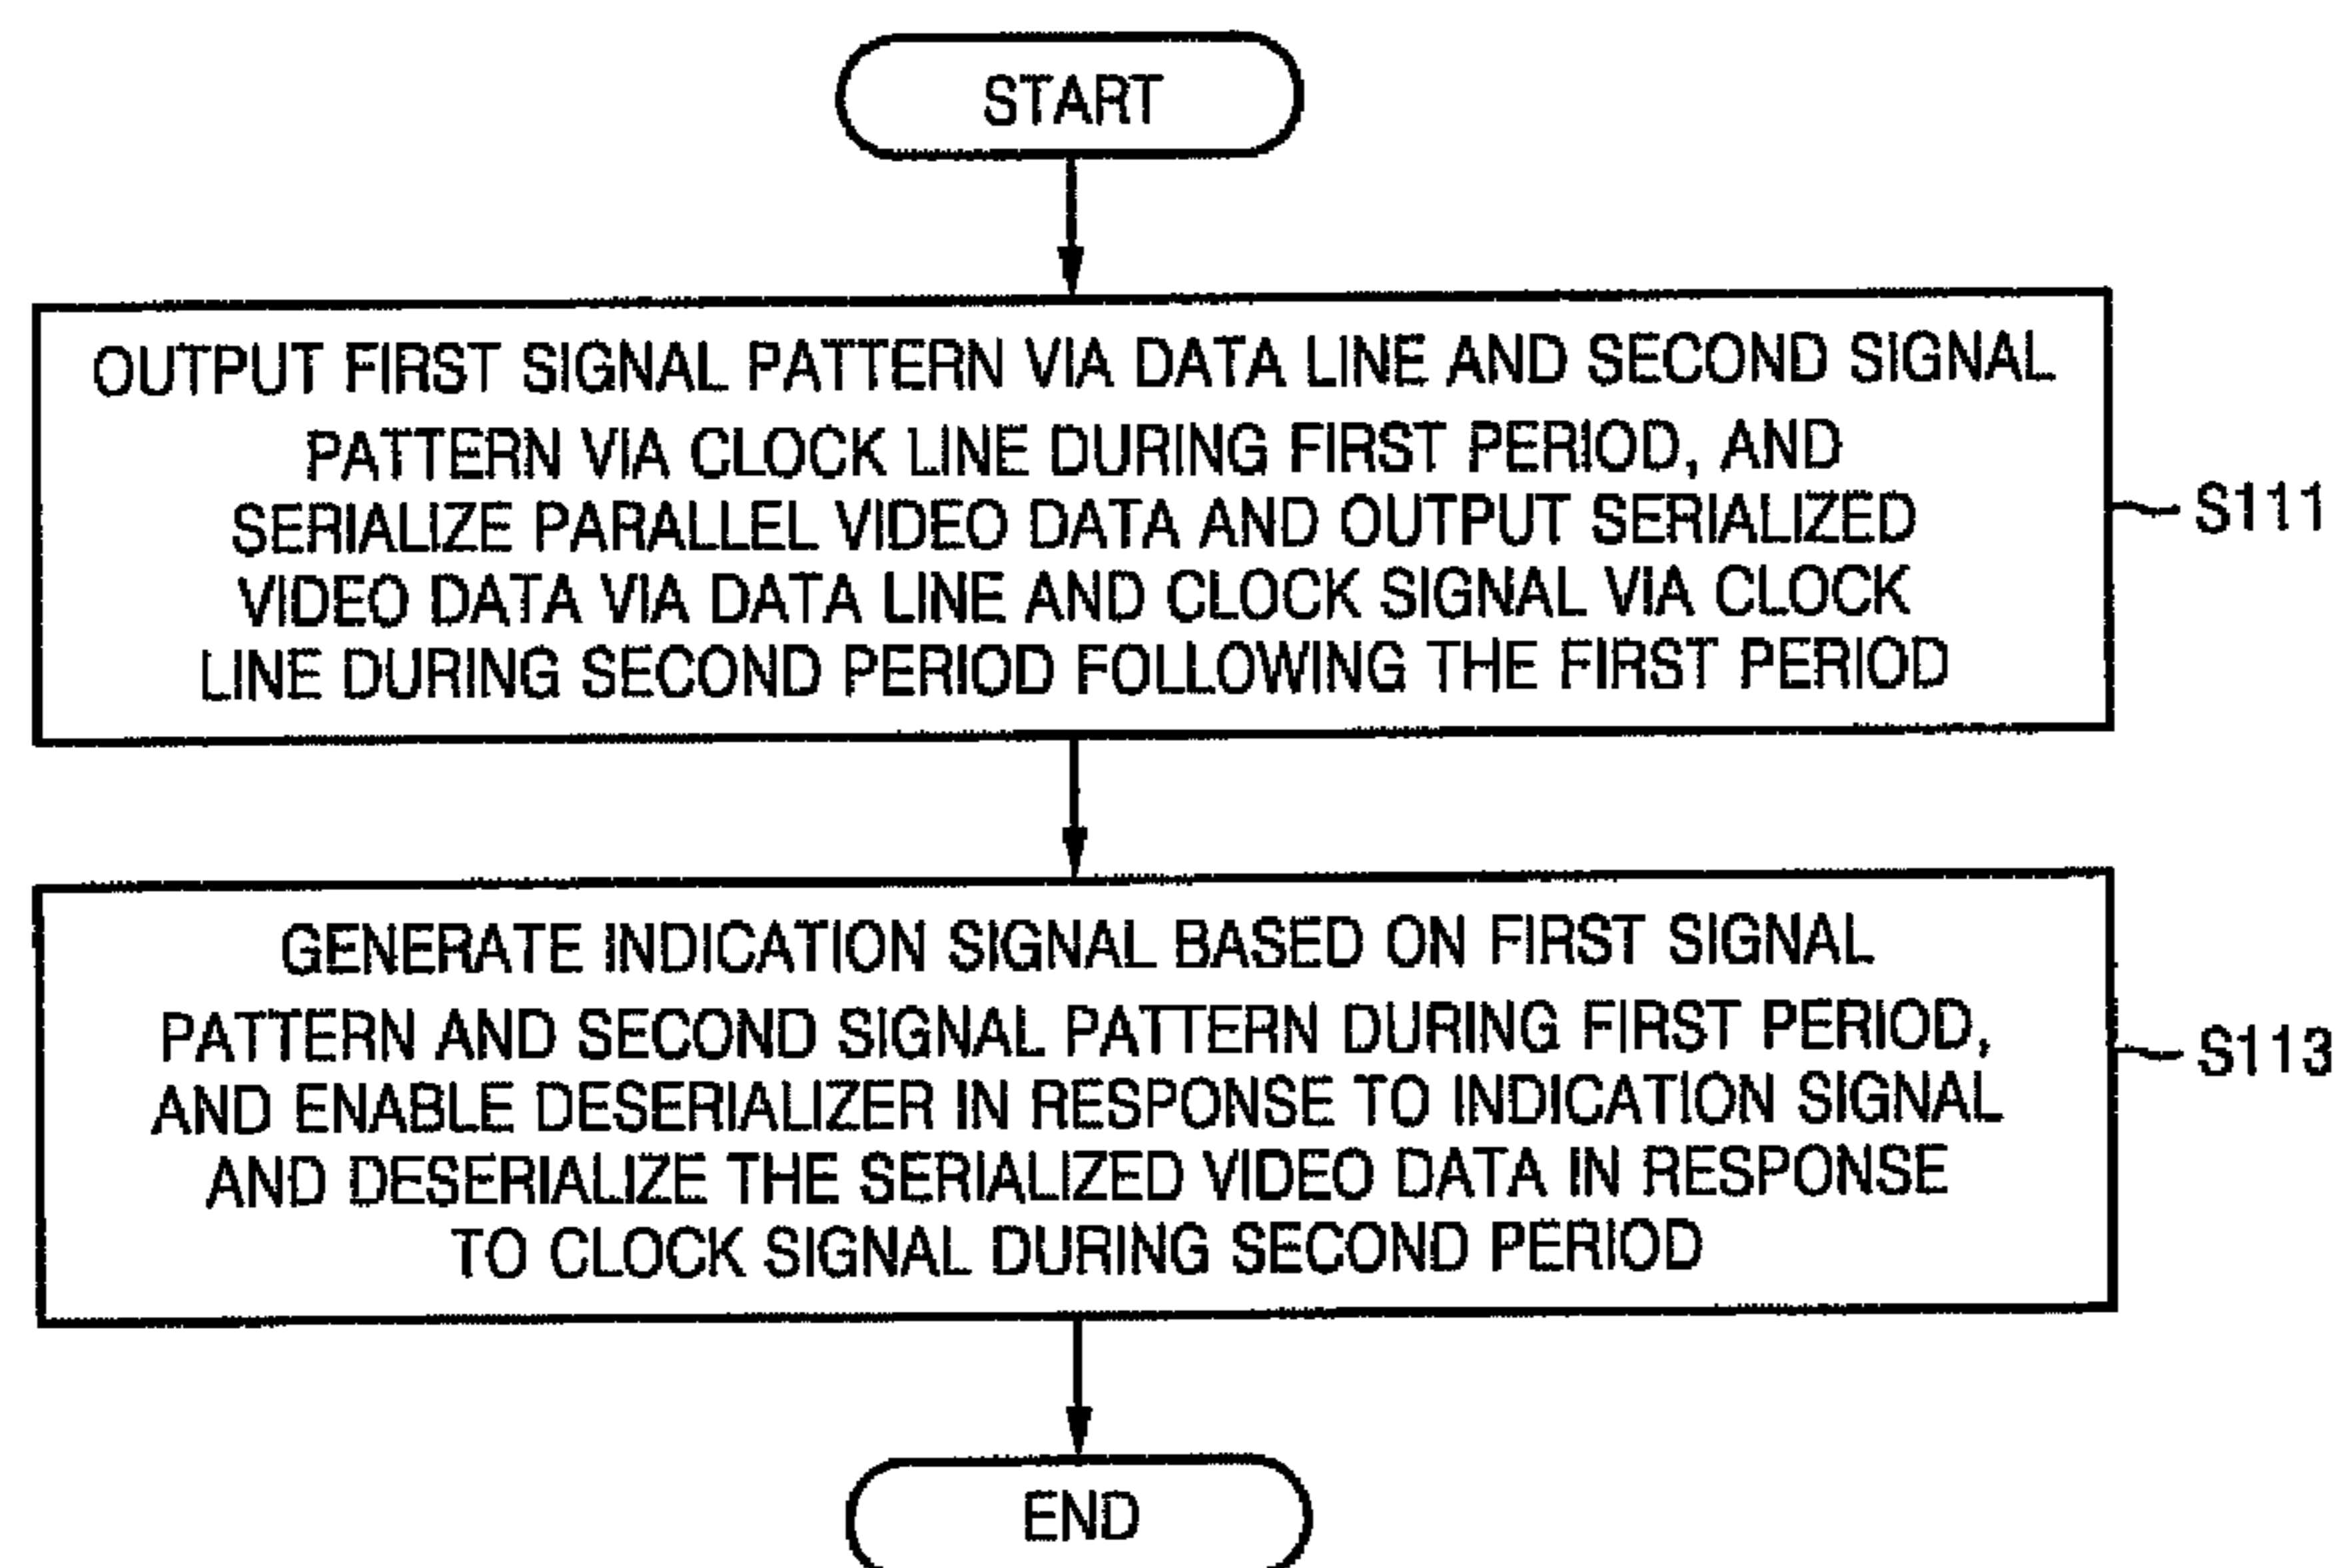 START
OUTPUT FIRST SIGNAL PATTERN VIA DATA LINE AND SECOND SIGNAL
PATTERN VIA CLOCK LINE DURING FIRST PERIOD, AND
SERIALIZE PARALLEL VIDEO DATA AND OUTPUT SERIALIZED
VIDEO DATA VIA DATA LINE AND CLOCK SIGNAL VIA CLOCK
LINE DURING SECOND PERIOD FOLLOWING THE FIRST PERIOD
S111
GENERATE INDICATION SIGNAL BASED ON FIRST SIGNAL
PATTERN AND SECOND SIGNAL PATTERN DURING FIRST PERIOD,
AND ENABLE DESERIALIZER IN RESPONSE TO INDICATION SIGNAL
AND DESERIALIZE THE SERIALIZED VIDEO DATA IN RESPONSE
TO CLOCK SIGNAL DURING SECOND PERIOD
S113
END